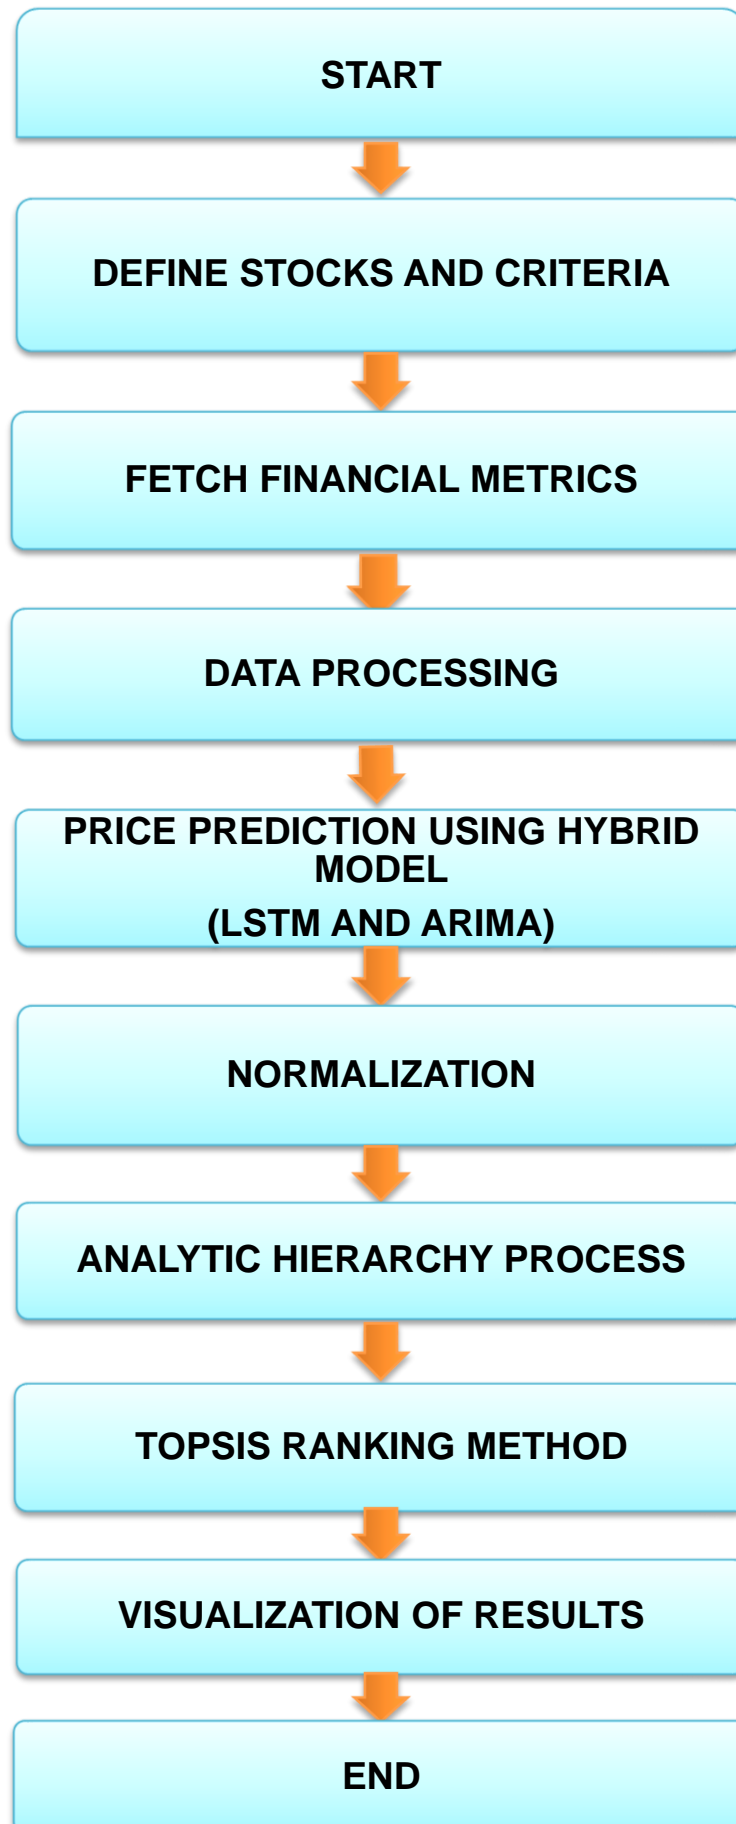 START
DEFINE STOCKS AND CRITERIA
FETCH FINANCIAL METRICS
DATA PROCESSING
PRICE PREDICTION USING HYBRID
MODEL
(LSTM AND ARIMA)
NORMALIZATION
ANALYTIC HIERARCHY PROCESS
TOPSIS RANKING METHOD
VISUALIZATION OF RESULTS
END